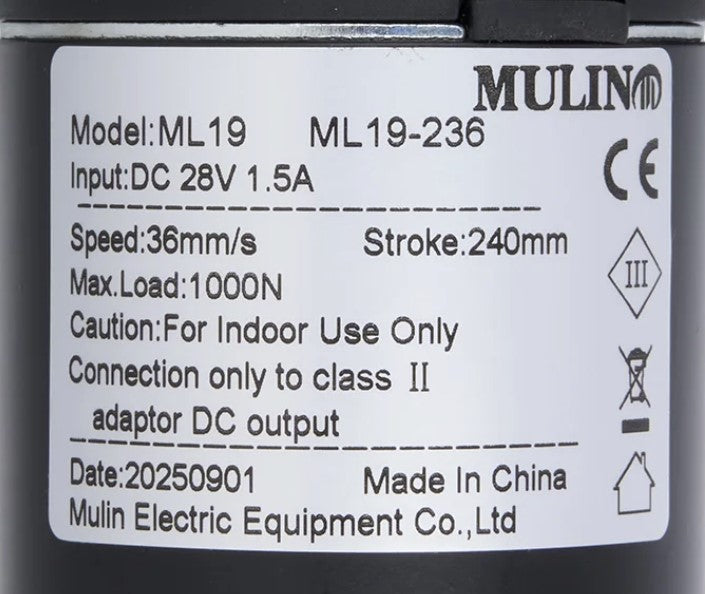 MULIN
Model:ML19 ML19-236
Input:DC 28V 1.5A
CE
Speed:36mm/s Stroke:240mm
III
Max.Load:1000N
Caution:For Indoor Use Only
Connection only to class II
adaptor DC output
Date:20250901 Made In China
Mulin Electric Equipment Co.,Ltd